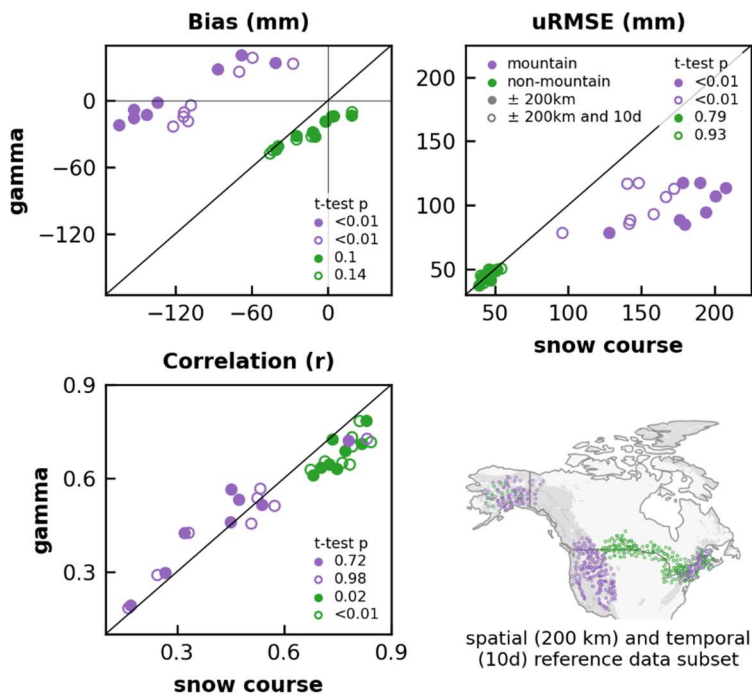 Bias (mm)
0
−60
−120
gamma
−120
−60
0
t-test p
<0.01
<0.01
0.1
0.14
uRMSE (mm)
200
150
100
50
mountain
non-mountain
± 200km
± 200km and 10d
t-test p
<0.01
<0.01
0.79
0.93
50
100
150
200
snow course
Correlation (r)
0.9
0.6
0.3
gamma
t-test p
0.72
0.98
0.02
<0.01
0.3
0.6
0.9
snow course
spatial (200 km) and temporal
(10d) reference data subset